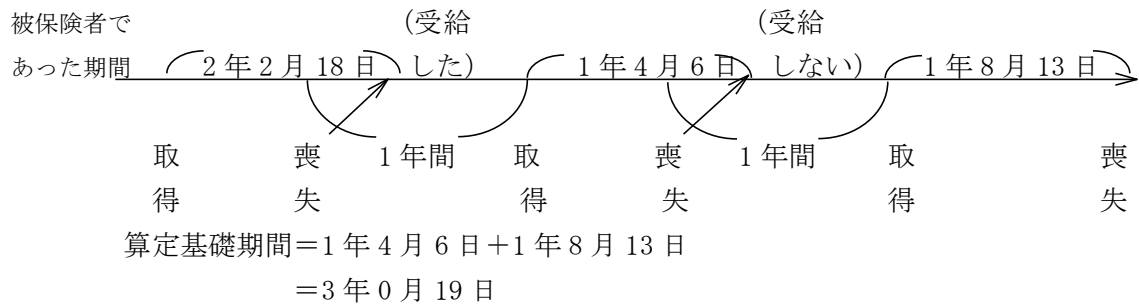 被保険者で (受給 (受給
あった期間 2年2月18日 した) 1年4月6日 しない) 1年8月13日
取得 喪失 1年間 取得 喪失 1年間 取得 喪失
算定基礎期間＝1年4月6日＋1年8月13日
＝3年0月19日